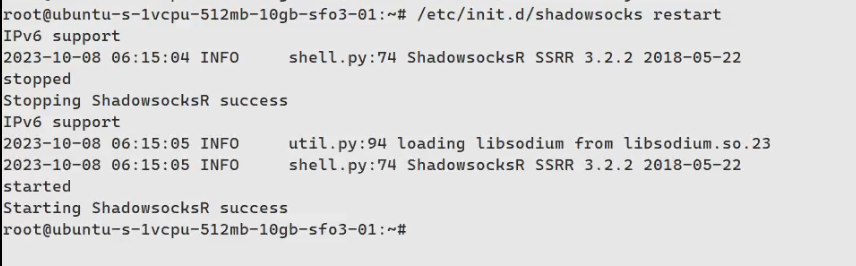 root@ubuntu-s-1vcpu-512mb-10gb-sfo3-01:~# /etc/init.d/shadowsocks restart
IPv6 support
2023-10-08 06:15:04 INFO     shell.py:74 ShadowsocksR SSRR 3.2.2 2018-05-22
stopped
Stopping ShadowsocksR success
IPv6 support
2023-10-08 06:15:05 INFO     util.py:94 loading libsodium from libsodium.so.23
2023-10-08 06:15:05 INFO     shell.py:74 ShadowsocksR SSRR 3.2.2 2018-05-22
started
Starting ShadowsocksR success
root@ubuntu-s-1vcpu-512mb-10gb-sfo3-01:~#